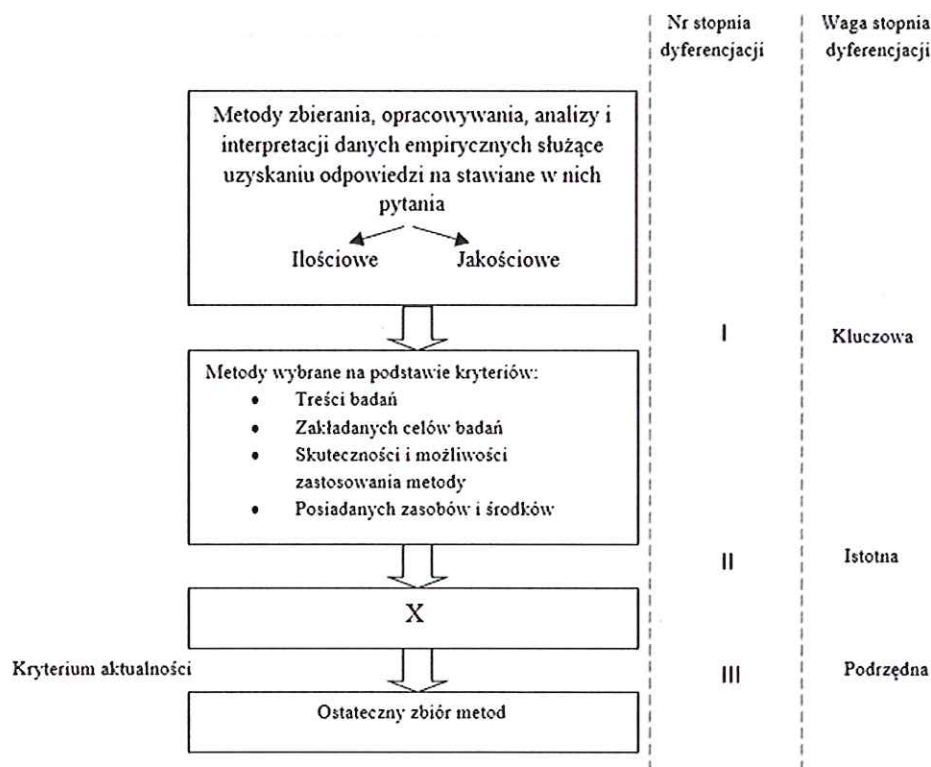 Nr stopnia
dyferencjacji
Waga stopnia
dyferencjacji
Metody zbierania, opracowywania, analizy i
interpretacji danych empirycznych służące
uzyskaniu odpowiedzi na stawiane w nich
pytania
Ilościowe Jakościowe
I Kluczowa
Metody wybrane na podstawie kryteriów:
• Treści badań
• Zakładanych celów badań
• Skuteczności i możliwości
zastosowania metody
• Posiadanych zasobów i środków
II Istotna
X
Kryterium aktualności III Podrzędna
Ostateczny zbiór metod